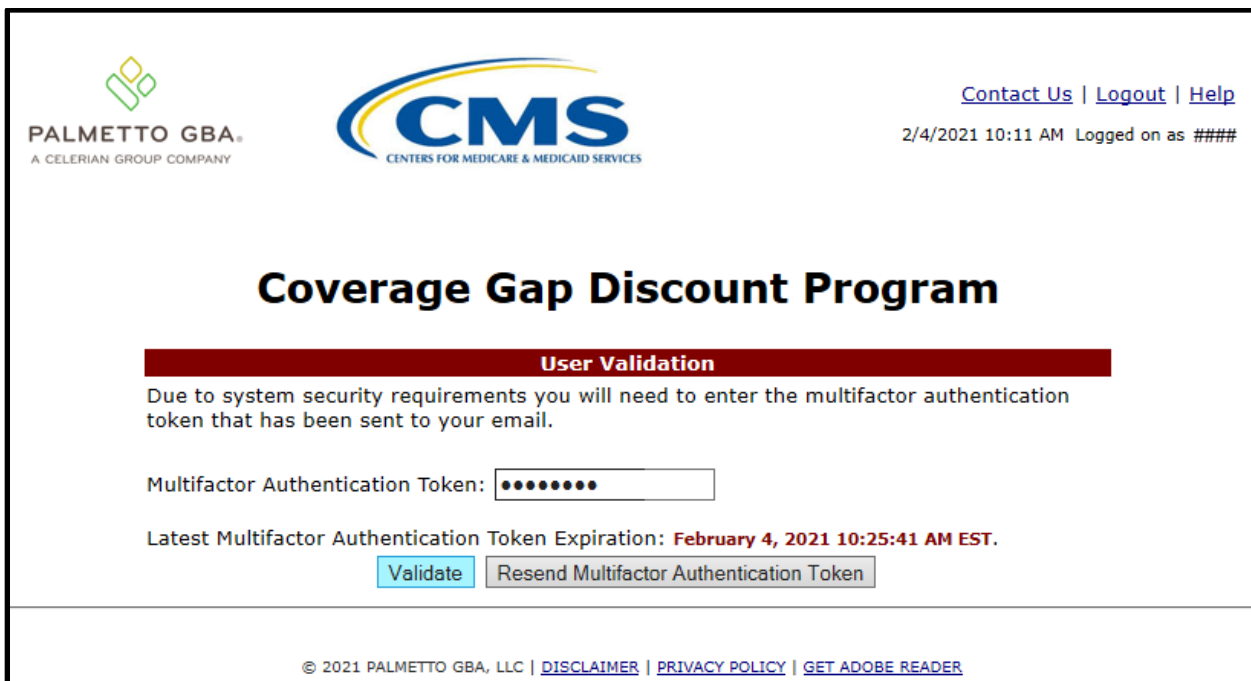 PALMETTO GBA.
A CELERIAN GROUP COMPANY
CMS
CENTERS FOR MEDICARE & MEDICAID SERVICES
Contact Us | Logout | Help
2/4/2021 10:11 AM Logged on as ####
Coverage Gap Discount Program
User Validation
Due to system security requirements you will need to enter the multifactor authentication
token that has been sent to your email.
Multifactor Authentication Token: ●●●●●●●●
Latest Multifactor Authentication Token Expiration: February 4, 2021 10:25:41 AM EST.
Validate Resend Multifactor Authentication Token
© 2021 PALMETTO GBA, LLC | DISCLAIMER | PRIVACY POLICY | GET ADOBE READER